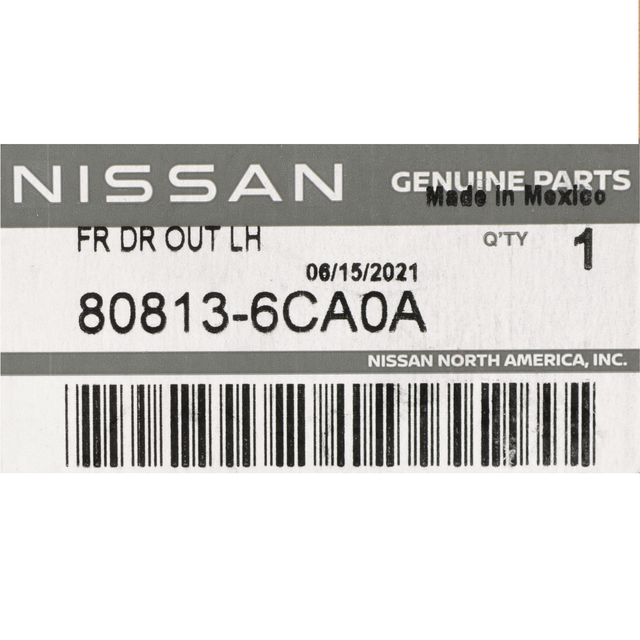 NISSAN GENUINE PARTS
Made in Mexico
FR DR OUT LH
Q'TY 1
06/15/2021
80813-6CA0A
NISSAN NORTH AMERICA, INC.